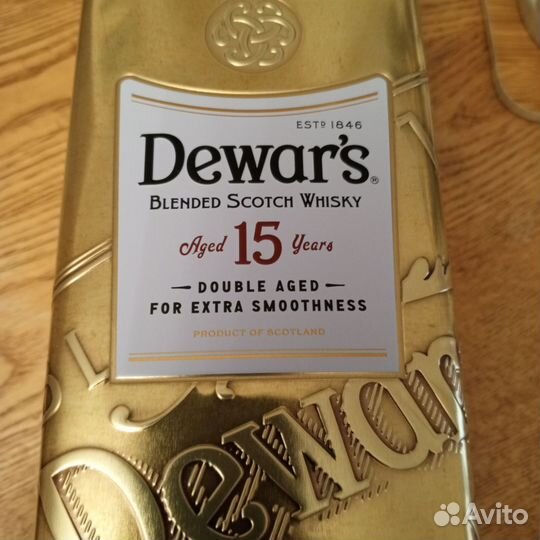 ESTD 1846
Dewar's®
BLENDED SCOTCH WHISKY
Aged 15 Years
DOUBLE AGED
FOR EXTRA SMOOTHNESS
PRODUCT OF SCOTLAND
Dewar
Avito